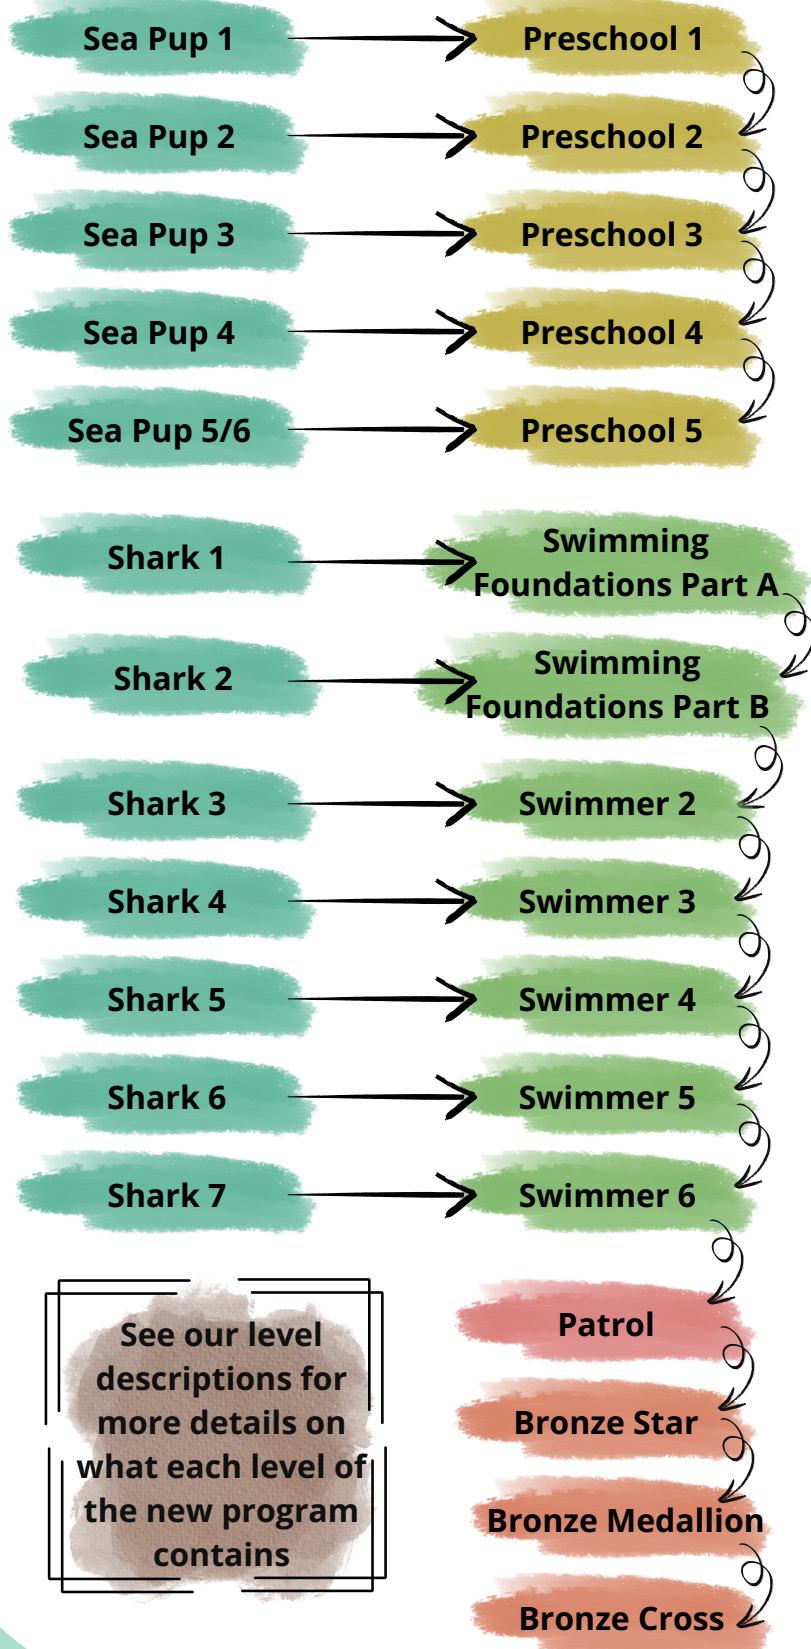 Sea Pup 1
Preschool 1
Sea Pup 2
Preschool 2
Sea Pup 3
Preschool 3
Sea Pup 4
Preschool 4
Sea Pup 5/6
Preschool 5
Shark 1
Swimming
Foundations Part A
Shark 2
Swimming
Foundations Part B
Shark 3
Swimmer 2
Shark 4
Swimmer 3
Shark 5
Swimmer 4
Shark 6
Swimmer 5
Shark 7
Swimmer 6
See our level
descriptions for
more details on
what each level of
the new program
contains
Patrol
Bronze Star
Bronze Medallion
Bronze Cross